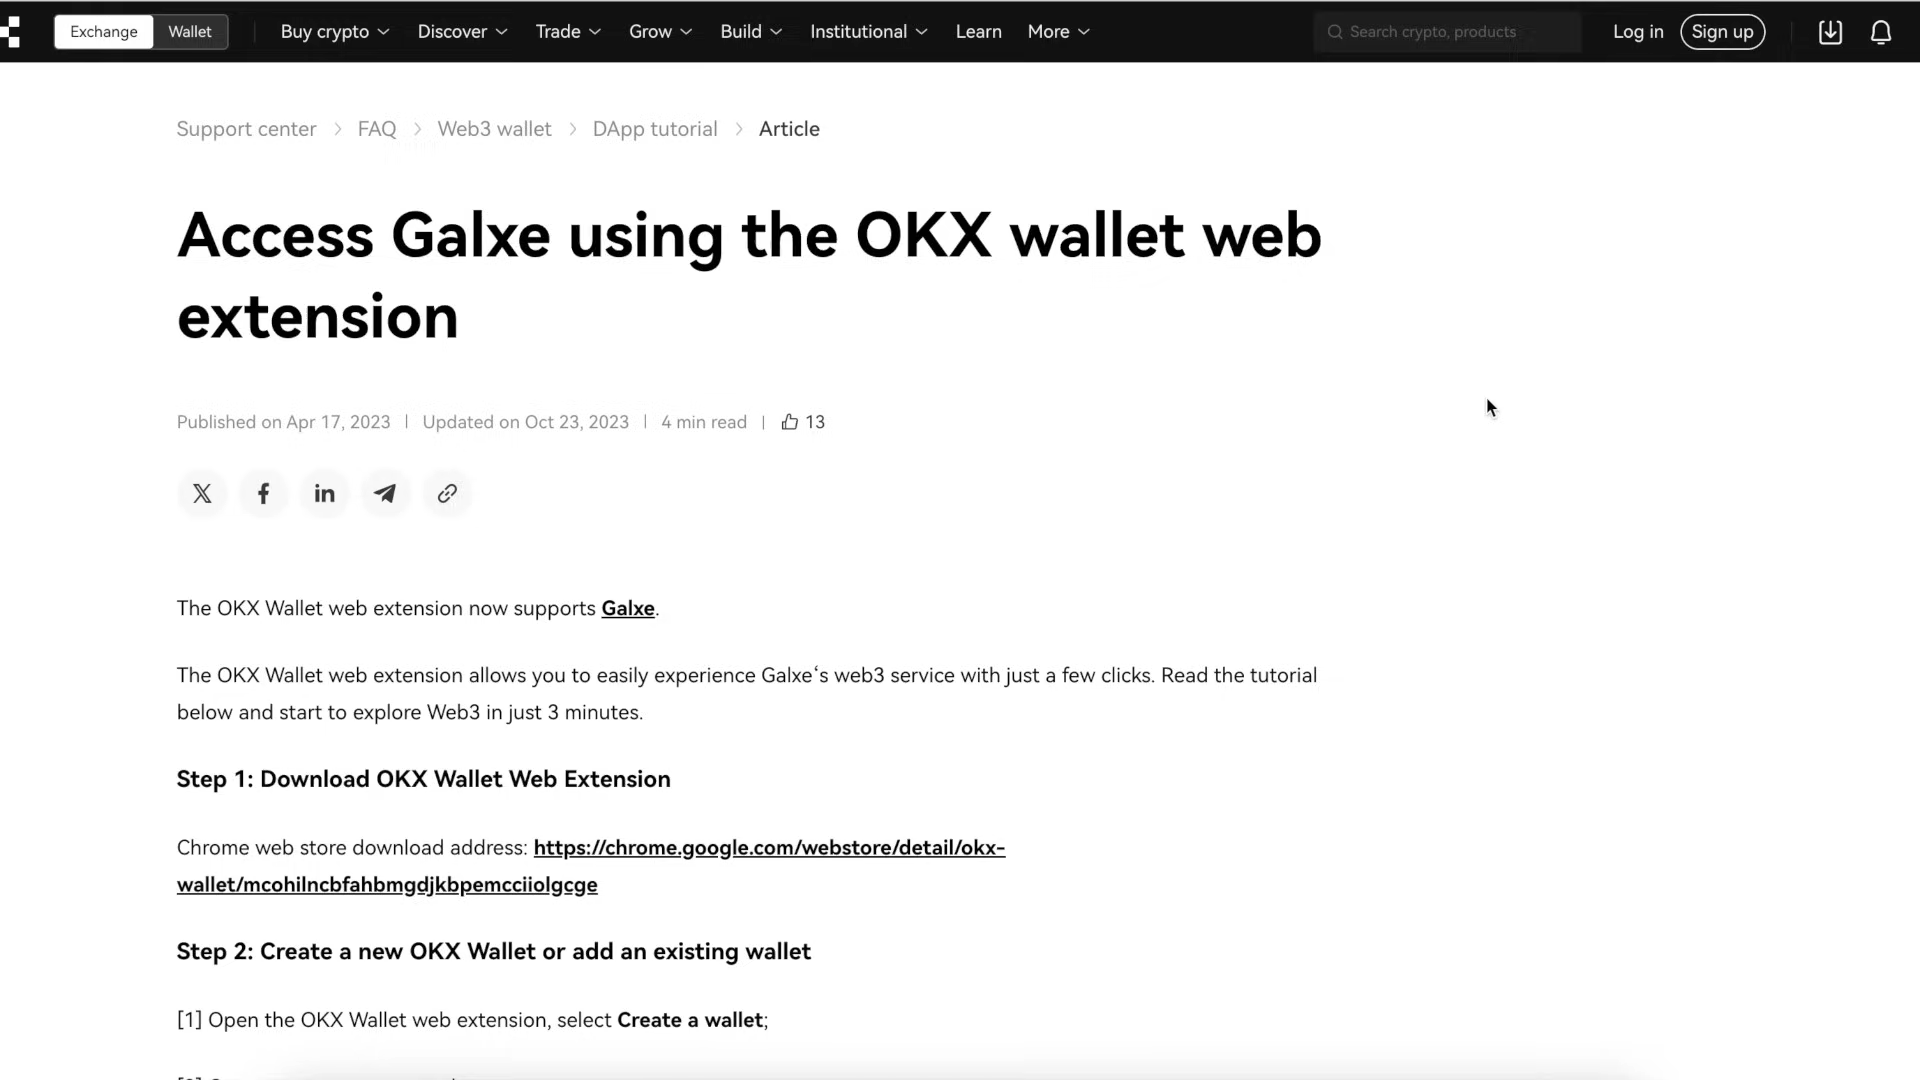 Exchange Wallet Buy crypto Discover Trade Grow Build Institutional Learn More Search crypto, products Log in Sign up
Support center > FAQ > Web3 wallet > DApp tutorial > Article
Access Galxe using the OKX wallet web
extension
Published on Apr 17, 2023 | Updated on Oct 23, 2023 | 4 min read | 13
The OKX Wallet web extension now supports Galxe.
The OKX Wallet web extension allows you to easily experience Galxe‘s web3 service with just a few clicks. Read the tutorial
below and start to explore Web3 in just 3 minutes.
Step 1: Download OKX Wallet Web Extension
Chrome web store download address: https://chrome.google.com/webstore/detail/okx-
wallet/mcohilncbfahbmgdjkbpemcciiolgcge
Step 2: Create a new OKX Wallet or add an existing wallet
[1] Open the OKX Wallet web extension, select Create a wallet;